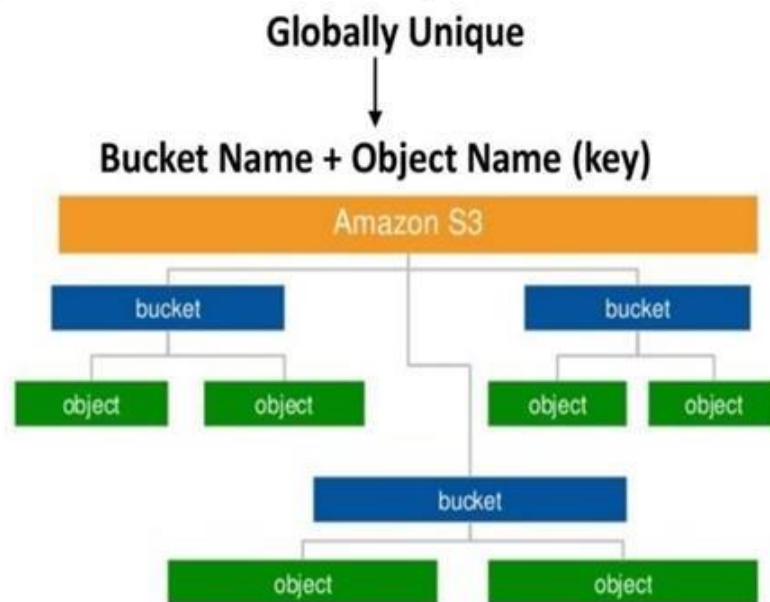 Globally Unique
Bucket Name + Object Name (key)
Amazon S3
bucket
bucket
object
object
object
object
bucket
object
object